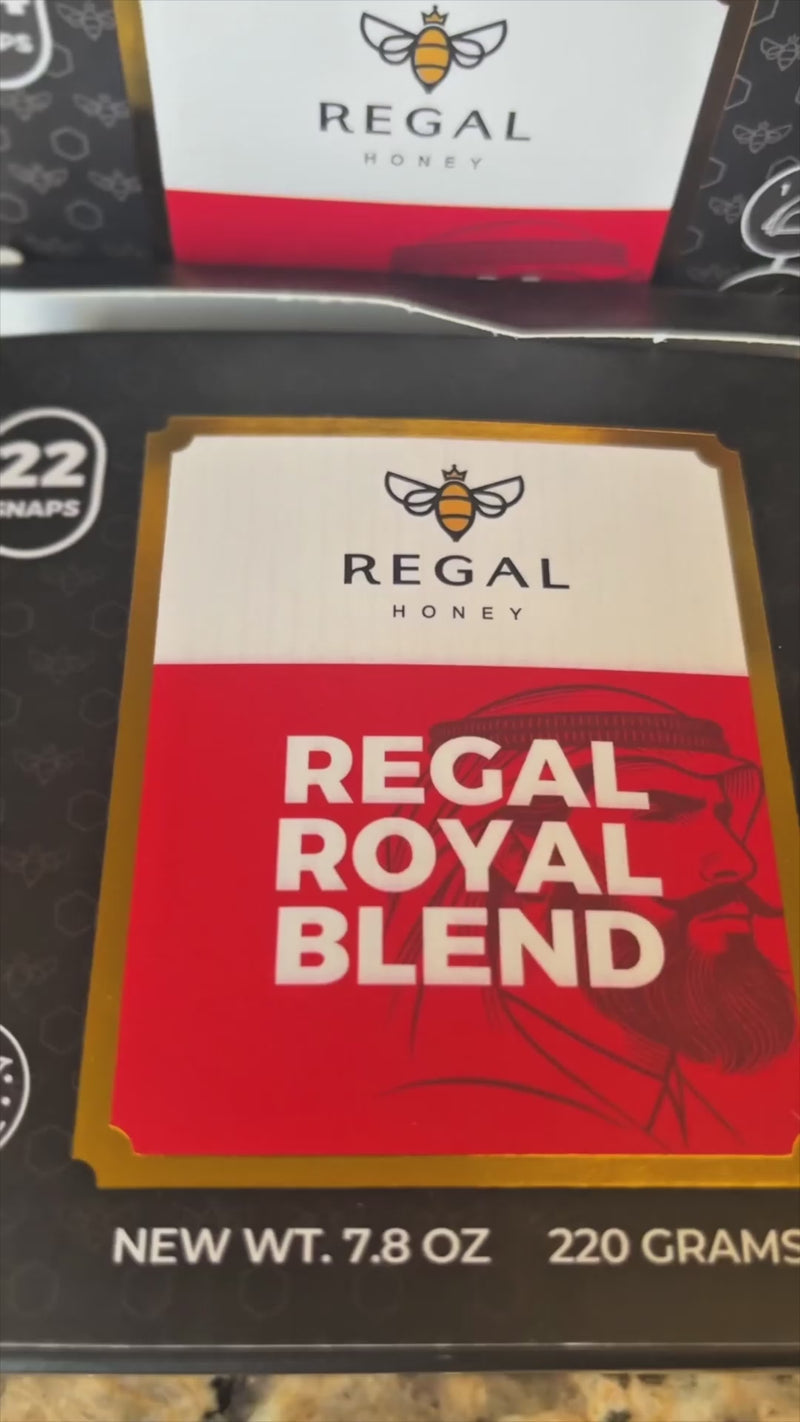 REGAL
HONEY
22
SNAPS
REGAL
HONEY
REGAL
ROYAL
BLEND
NEW WT. 7.8 OZ 220 GRAMS